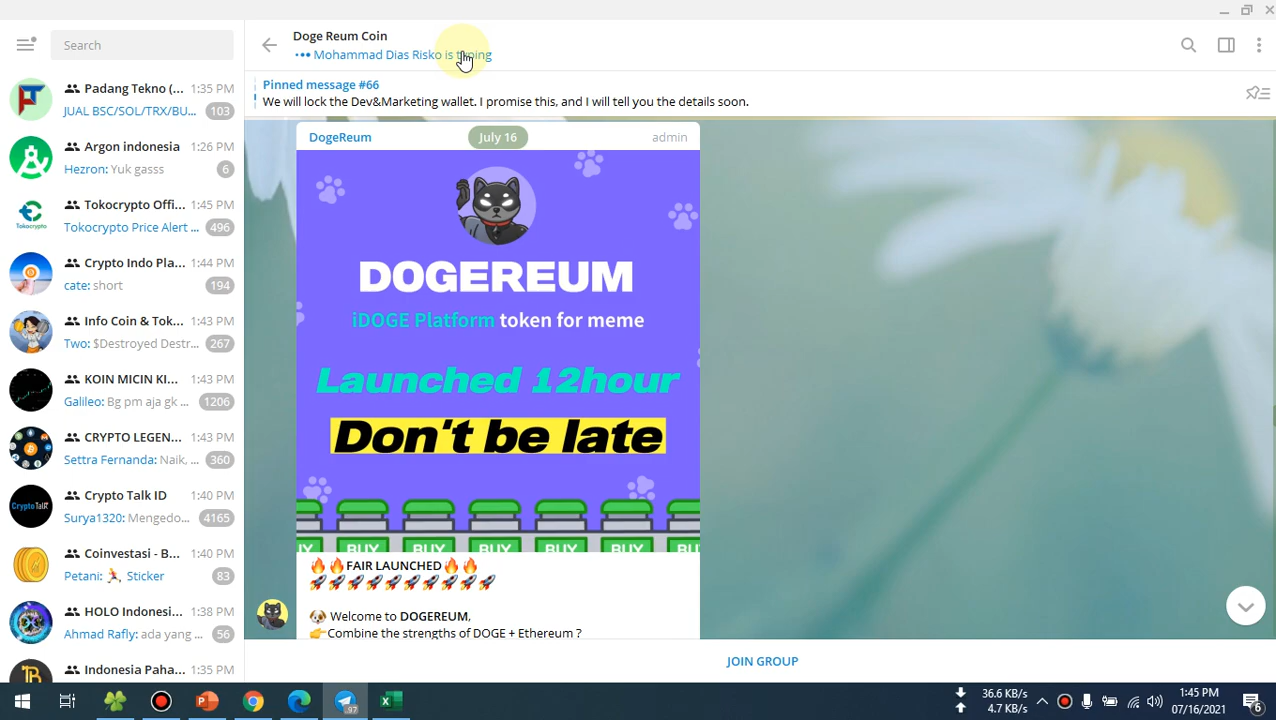 Search
Padang Tekno (... 1:35 PM
JUAL BSC/SOL/TRX/BU... 103
Argon indonesia 1:26 PM
Hezron: Yuk gasss 6
Tokocrypto Offi... 1:45 PM
Tokocrypto Price Alert ... 496
Crypto Indo Pla... 1:44 PM
cate: short 194
Info Coin & Tok... 1:43 PM
Two: $Destroyed Destr... 267
KOIN MICIN KI... 1:43 PM
Galileo: Bg pm aja gk ... 1206
CRYPTO LEGEN... 1:43 PM
Settra Fernanda: Naik, ... 360
Crypto Talk ID 1:40 PM
Surya1320: Mengedo... 4165
Coinvestasi - B... 1:40 PM
Petani: Sticker 83
HOLO Indonesi... 1:38 PM
Ahmad Rafly: ada yang ... 56
Indonesia Paha... 1:35 PM
Tokocrypto
Doge Reum Coin
Mohammad Dias Risko is typing
Pinned message #66
We will lock the Dev&Marketing wallet. I promise this, and I will tell you the details soon.
DogeReum July 16 admin
DOGEREUM
iDOGE Platform token for meme
Launched 12hour
Don't be late
BUY BUY BUY BUY BUY
🔥🔥FAIR LAUNCHED🔥🔥
🚀🚀🚀🚀🚀🚀🚀🚀🚀🚀
🐶 Welcome to DOGEREUM,
👉Combine the strengths of DOGE + Ethereum ?
JOIN GROUP
97
36.6 KB/s
4.7 KB/s
1:45 PM
07/16/2021
6